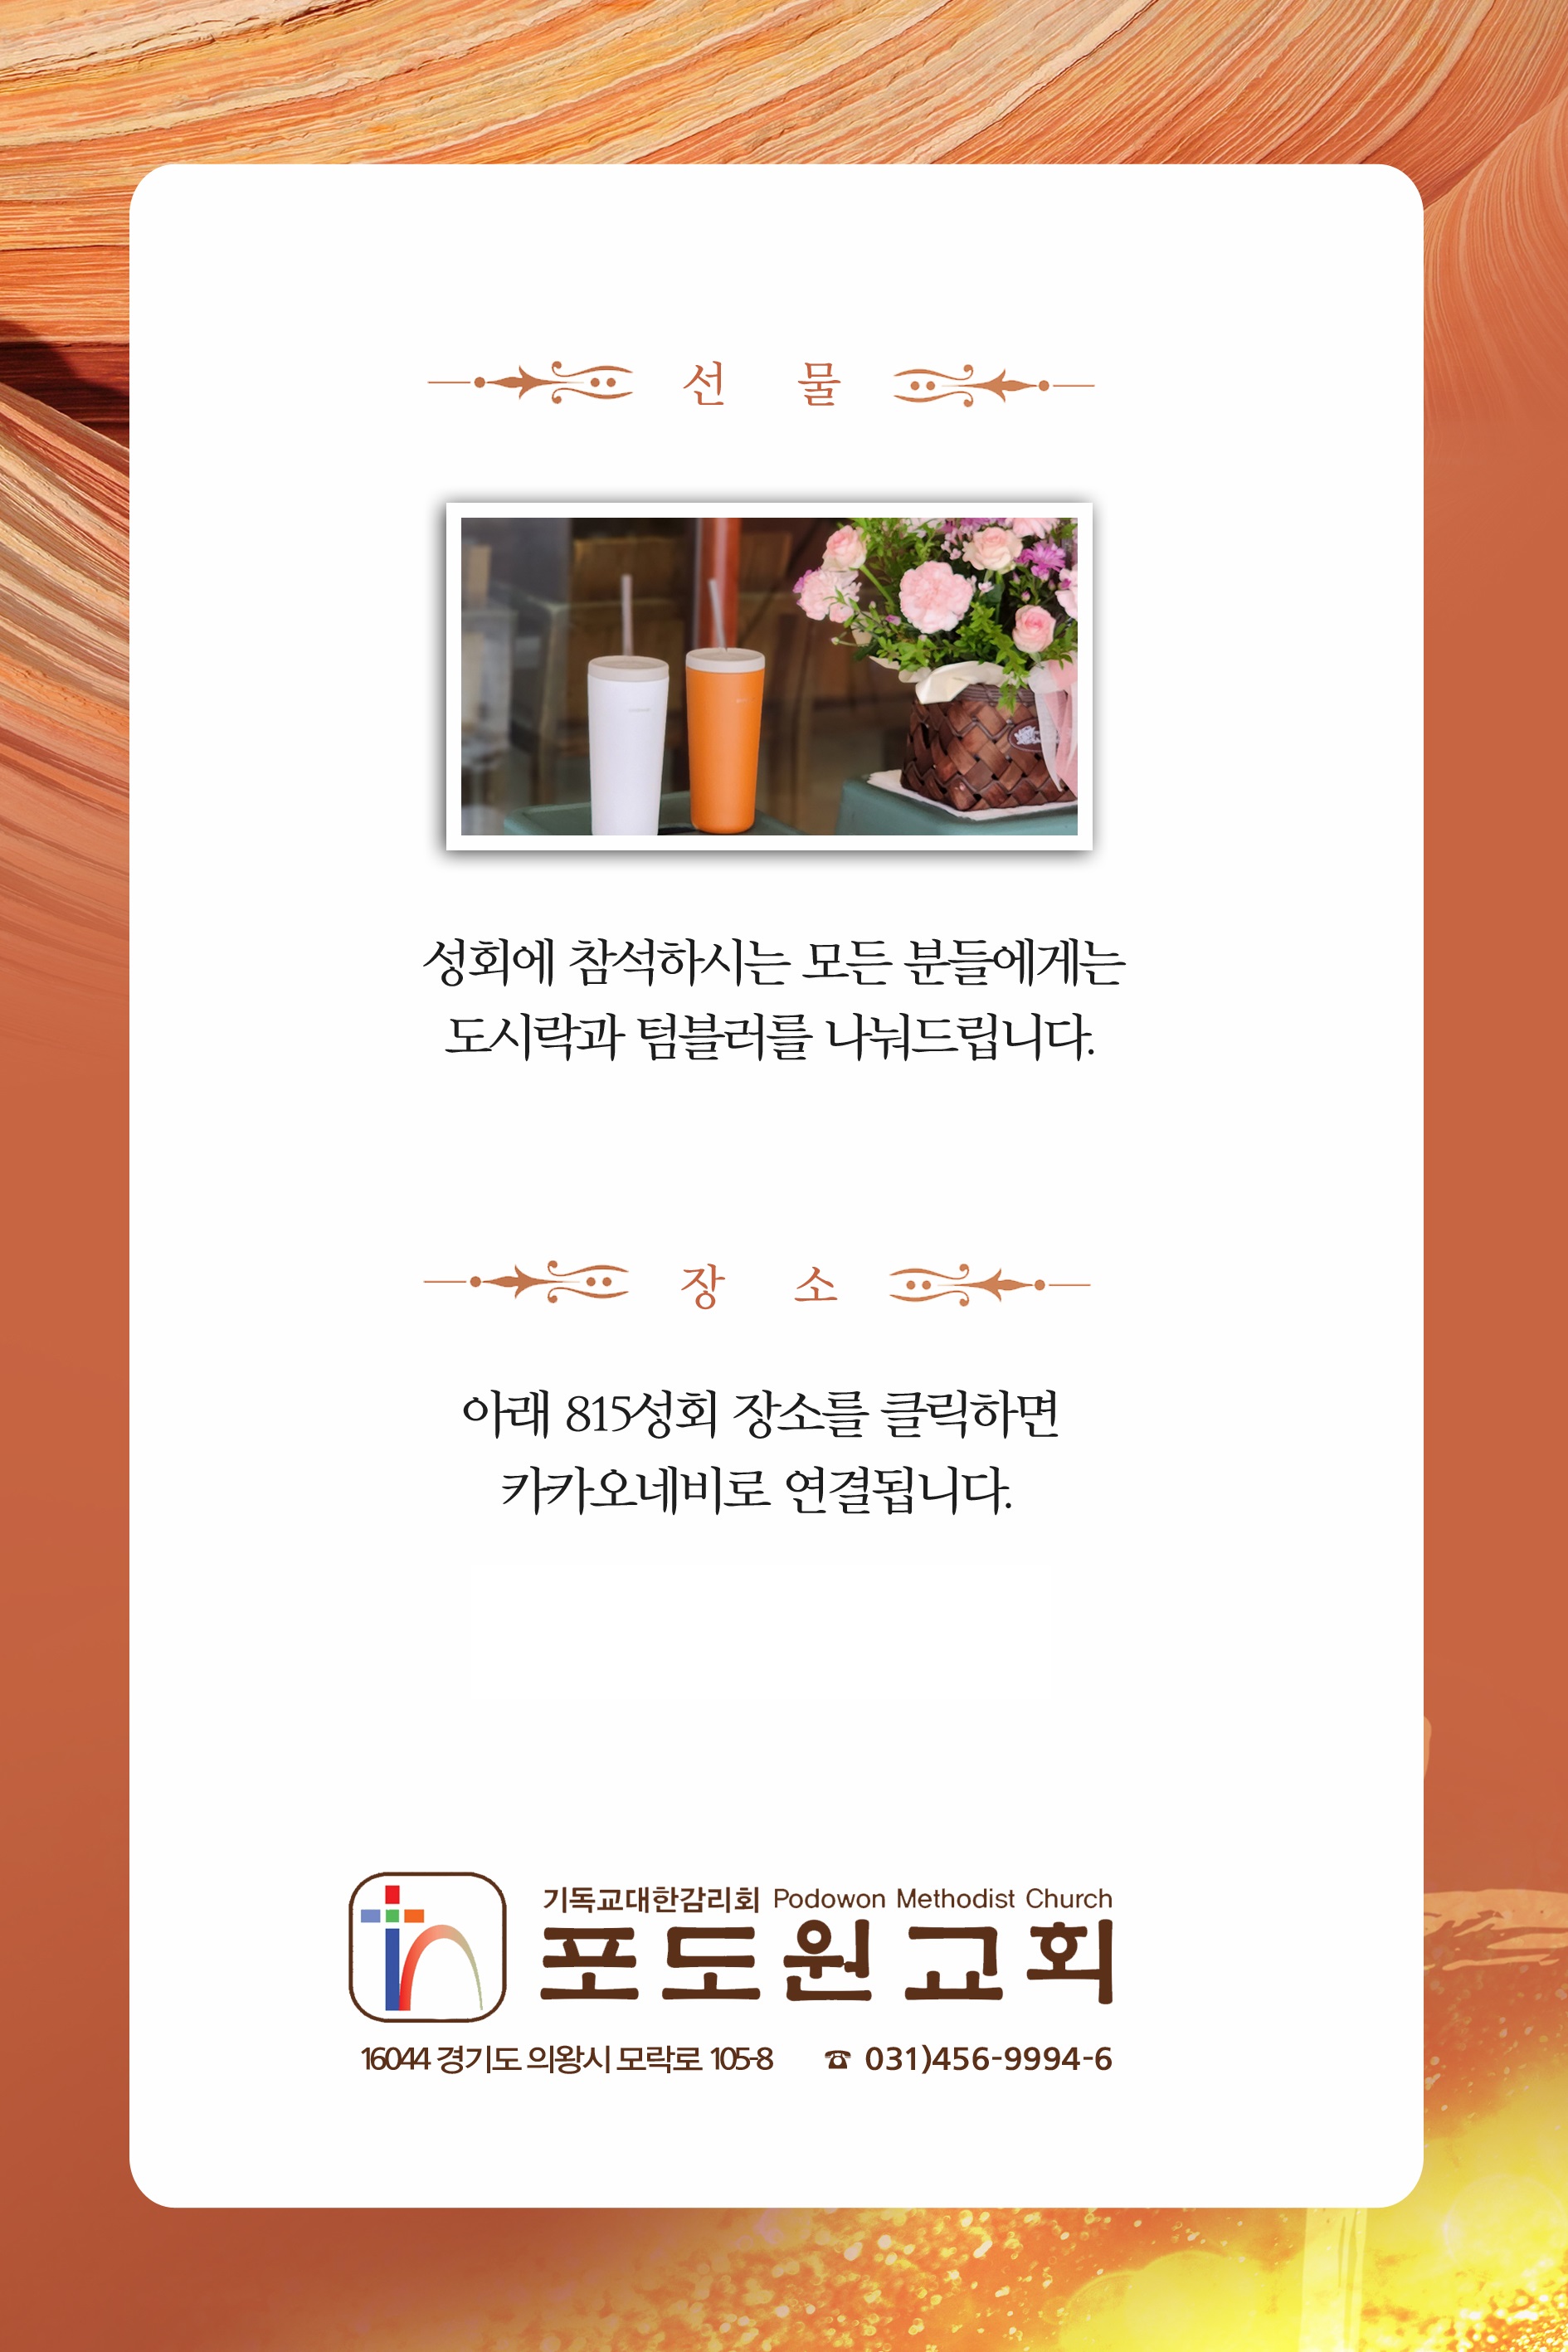 선 물
성회에 참석하시는 모든 분들에게는
도시락과 텀블러를 나눠드립니다.
장 소
아래 815성회 장소를 클릭하면
카카오네비로 연결됩니다.
기독교대한감리회 Podowon Methodist Church
포도원교회
16044 경기도 의왕시 모락로 105-8 ☎ 031)456-9994-6